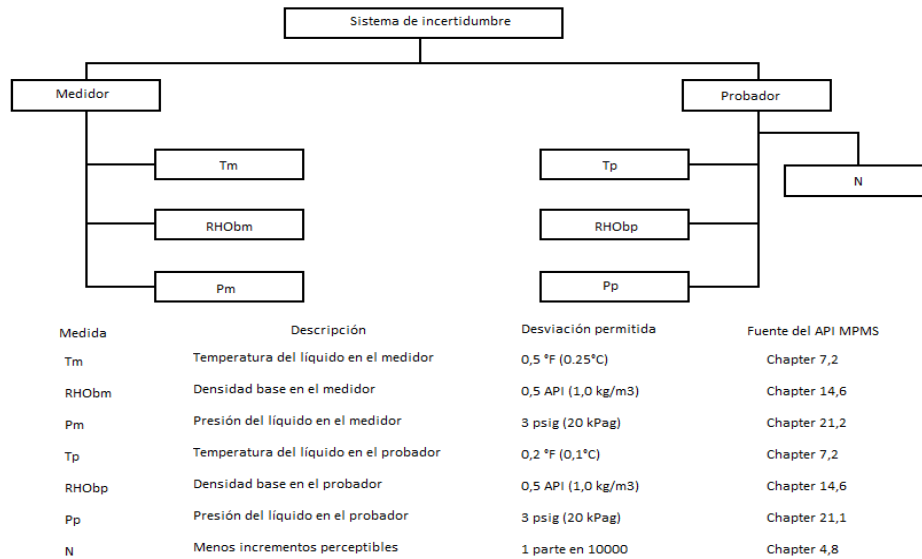 Sistema de incertidumbre
Medidor
Probador
Tm
Tp
N
RHObm
RHObp
Pm
Pp
Medida Descripción Desviación permitida Fuente del API MPMS
Tm Temperatura del líquido en el medidor 0,5 °F (0.25°C) Chapter 7,2
RHObm Densidad base en el medidor 0,5 API (1,0 kg/m3) Chapter 14,6
Pm Presión del líquido en el medidor 3 psig (20 kPag) Chapter 21,2
Tp Temperatura del líquido en el probador 0,2 °F (0,1°C) Chapter 7,2
RHObp Densidad base en el probador 0,5 API (1,0 kg/m3) Chapter 14,6
Pp Presión del líquido en el probador 3 psig (20 kPag) Chapter 21,1
N Menos incrementos perceptibles 1 parte en 10000 Chapter 4,8